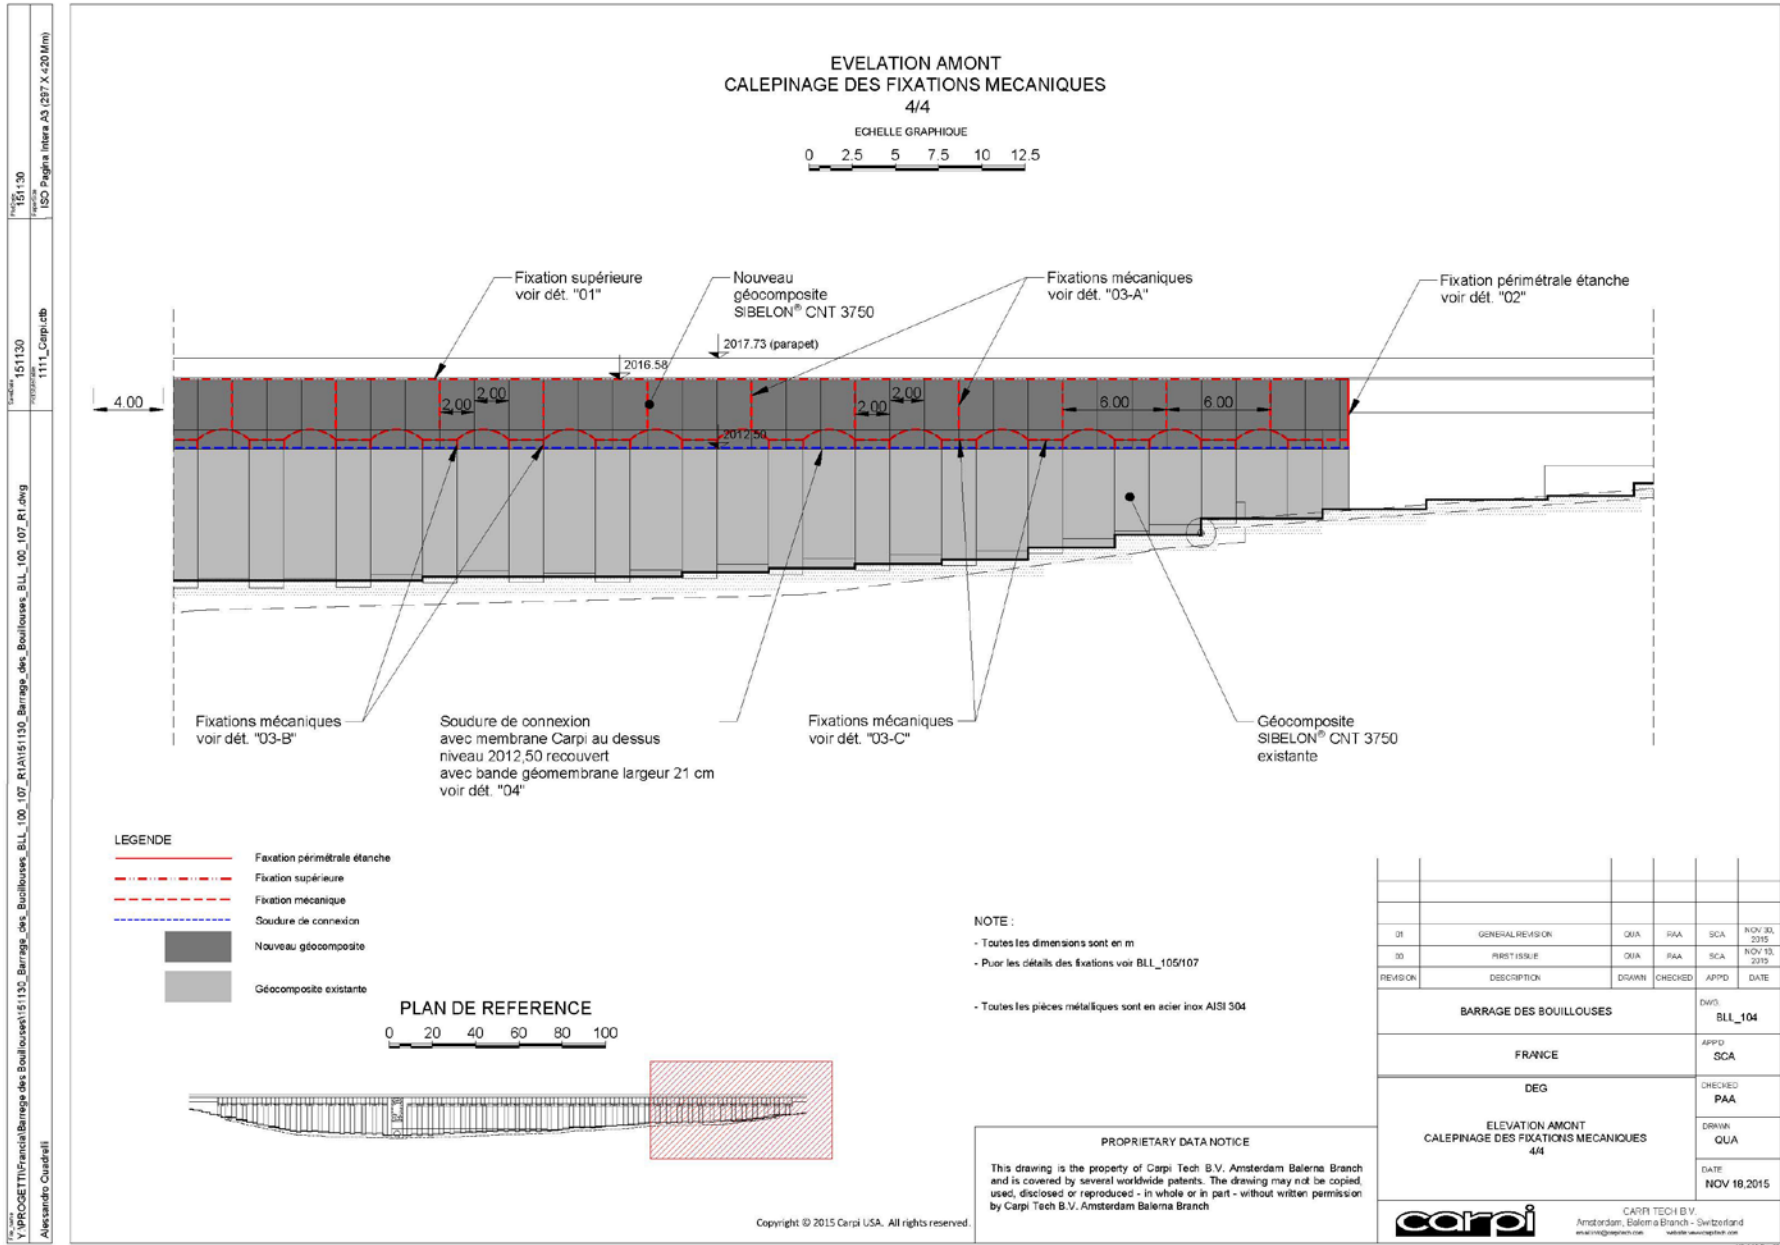 EVELATION AMONT
CALEPINAGE DES FIXATIONS MECANIQUES
4/4
ECHELLE GRAPHIQUE
0 2.5 5 7.5 10 12.5
Fixation supérieure
voir dét. "01"
Nouveau
géocomposite
SIBELON® CNT 3750
Fixations mécaniques
voir dét. "03-A"
Fixation périmétrale étanche
voir dét. "02"
2017.73 (parapet)
2016.58
4.00
2.00
2.00
2.00
2.00
6.00
6.00
2012.50
Fixations mécaniques
voir dét. "03-B"
Soudure de connexion
avec membrane Carpi au dessus
niveau 2012,50 recouvert
avec bande géomembrane largeur 21 cm
voir dét. "04"
Fixations mécaniques
voir dét. "03-C"
Géocomposite
SIBELON® CNT 3750
existante
LEGENDE
Faxation périmétrale étanche
Fixation supérieure
Fixation mécanique
Soudure de connexion
Nouveau géocomposite
Géocomposite existante
PLAN DE REFERENCE
0 20 40 60 80 100
NOTE :
- Toutes les dimensions sont en m
- Puor les détails des fixations voir BLL_105/107
- Toutes les pièces métalliques sont en acier inox AISI 304
01 GENERAL REVISION QUA PAA SCA NOV 30, 2015
00 FIRST ISSUE QUA PAA SCA NOV 10, 2015
REVISION DESCRIPTION DRAWN CHECKED APP'D DATE
BARRAGE DES BOUILLOUSES
DWG.
BLL_104
FRANCE
APP'D
SCA
DEG
CHECKED
PAA
ELEVATION AMONT
CALEPINAGE DES FIXATIONS MECANIQUES
4/4
DRAWN
QUA
DATE
NOV 18,2015
PROPRIETARY DATA NOTICE
This drawing is the property of Carpi Tech B.V. Amsterdam Balerna Branch
and is covered by several worldwide patents. The drawing may not be copied,
used, disclosed or reproduced - in whole or in part - without written permission
by Carpi Tech B.V. Amsterdam Balerna Branch
Copyright © 2015 Carpi USA. All rights reserved.
carpi
CARPI TECH B.V.
Amsterdam, Balerna Branch - Switzerland
151130
ISO Pagina Intera A3 (297 X 420 Mm)
151130
1111_Carpi.ctb
Alessandro Quadrelli